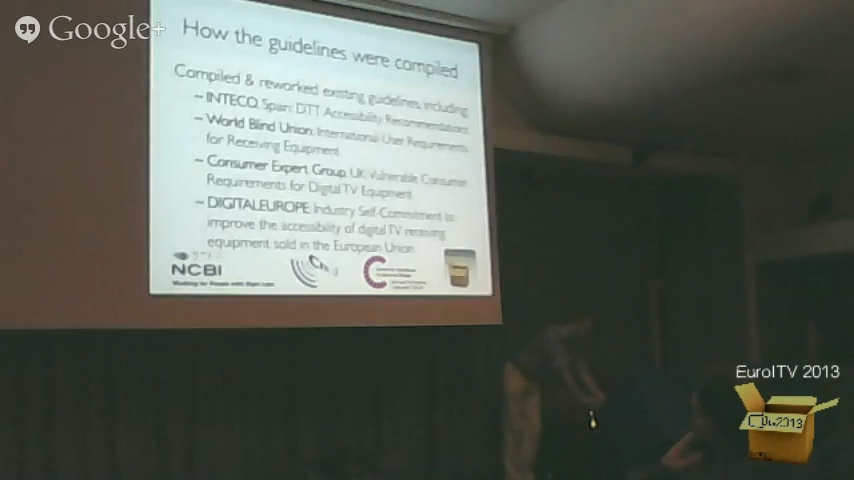 Google+
How the guidelines were compiled
Compiled & reworked existing guidelines, including
~ INTECO, Spain: DTT Accessibility Recommendations
~ World Blind Union: International User Requirements
for Receiving Equipment
~ Consumer Expert Group, UK: Vulnerable Consumer
Requirements for Digital TV Equipment
~ DIGITALEUROPE: Industry Self-Commitment to
improve the accessibility of digital TV receiving
equipment sold in the European Union
NCBI
Working for People with Sight Loss
EuroITV 2013
2013